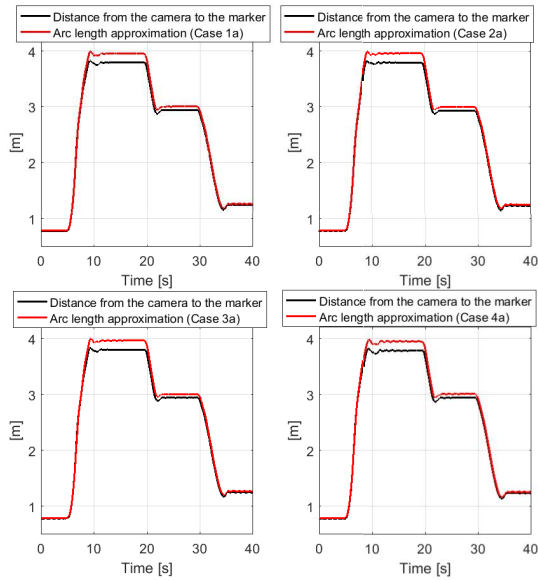 Distance from the camera to the marker
Arc length approximation (Case 1a)
4
3
2
1
[m]
0 10 20 30 40
Time [s]
Distance from the camera to the marker
Arc length approximation (Case 2a)
4
3
2
1
[m]
0 10 20 30 40
Time [s]
Distance from the camera to the marker
Arc length approximation (Case 3a)
4
3
2
1
[m]
0 10 20 30 40
Time [s]
Distance from the camera to the marker
Arc length approximation (Case 4a)
4
3
2
1
[m]
0 10 20 30 40
Time [s]